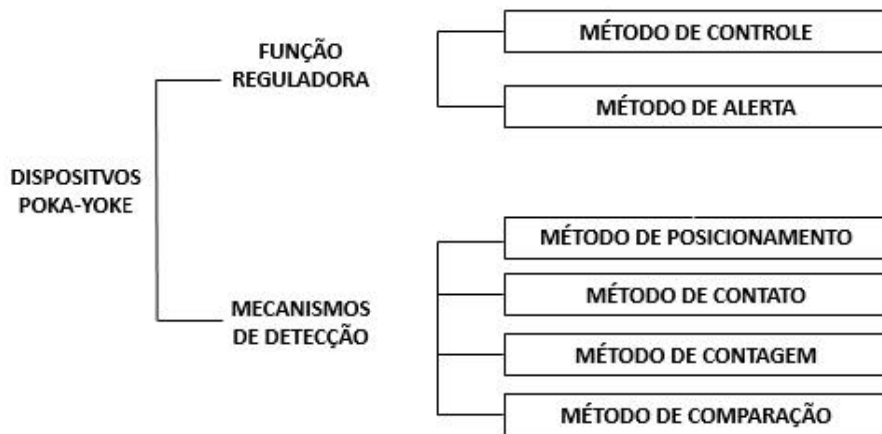 FUNÇÃO
REGULADORA
MÉTODO DE CONTROLE
MÉTODO DE ALERTA
DISPOSITVOS
POKA-YOKE
MECANISMOS
DE DETECÇÃO
MÉTODO DE POSICIONAMENTO
MÉTODO DE CONTATO
MÉTODO DE CONTAGEM
MÉTODO DE COMPARAÇÃO